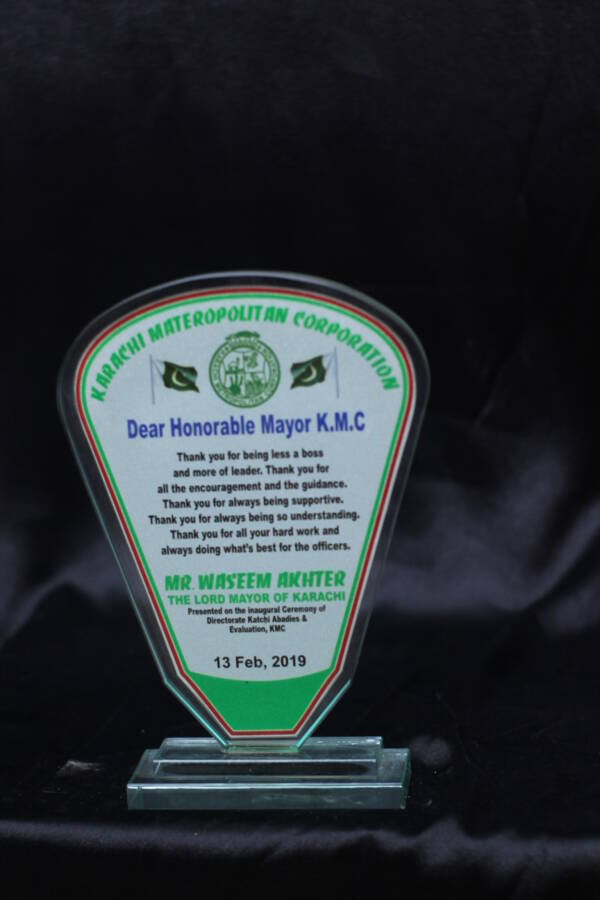 KARACHI MATEROPOLITAN CORPORATION
Dear Honorable Mayor K.M.C
Thank you for being less a boss
and more of leader. Thank you for
all the encouragement and the guidance.
Thank you for always being supportive.
Thank you for always being so understanding.
Thank you for all your hard work and
always doing what's best for the officers.
MR. WASEEM AKHTER
THE LORD MAYOR OF KARACHI
Presented on the inaugural Ceremony of
Directorate Katchi Abadies &
Evaluation, KMC
13 Feb, 2019